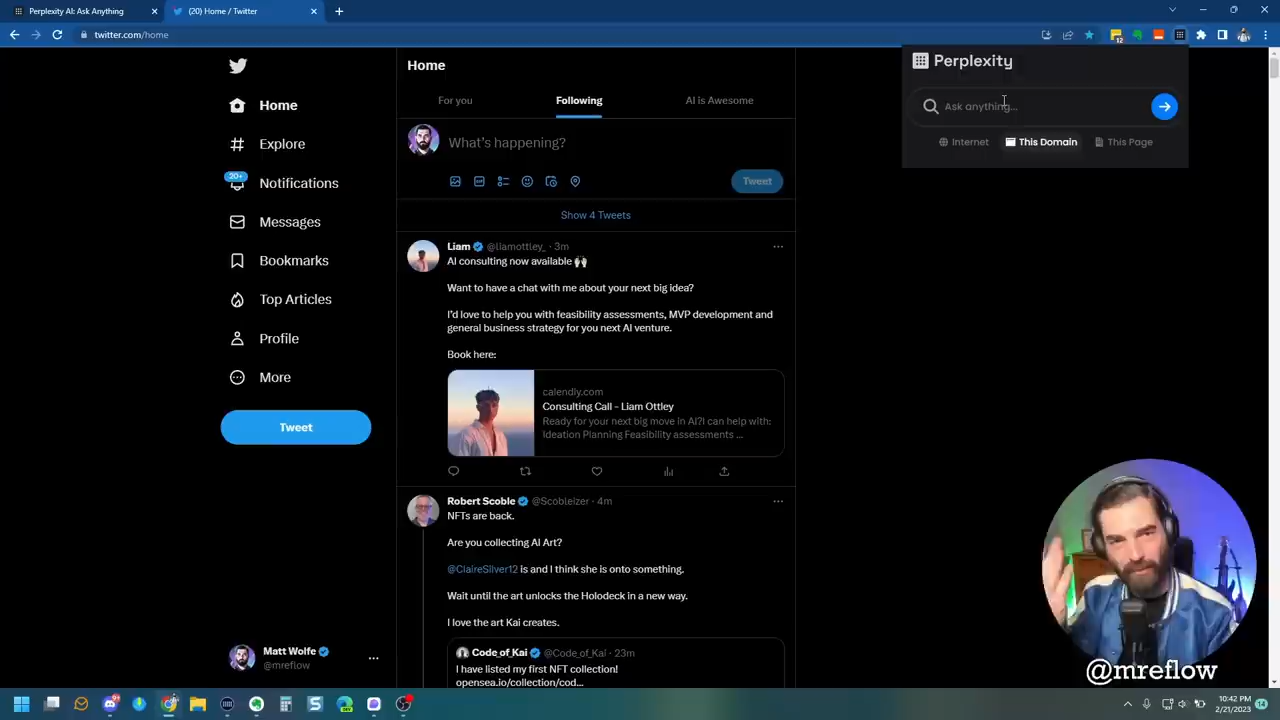 Perplexity AI: Ask Anything
(20) Home / Twitter
twitter.com/home
12
Perplexity
Ask anything...
Internet
This Domain
This Page
Home
Explore
20+
Notifications
Messages
Bookmarks
Top Articles
Profile
More
Tweet
Matt Wolfe
@mreflow
Home
For you
Following
AI is Awesome
What's happening?
Tweet
Show 4 Tweets
Liam @liamottley_ · 3m
AI consulting now available
Want to have a chat with me about your next big idea?
I'd love to help you with feasibility assessments, MVP development and
general business strategy for you next AI venture.
Book here:
calendly.com
Consulting Call - Liam Ottley
Ready for your next big move in AI?I can help with:
Ideation Planning Feasibility assessments ...
Robert Scoble @Scobleizer · 4m
NFTs are back.
Are you collecting AI Art?
@ClaireSilver12 is and I think she is onto something.
Wait until the art unlocks the Holodeck in a new way.
I love the art Kai creates.
Code_of_Kai @Code_of_Kai · 23m
I have listed my first NFT collection!
opensea.io/collection/cod...
@mreflow
10:42 PM
2/21/2023